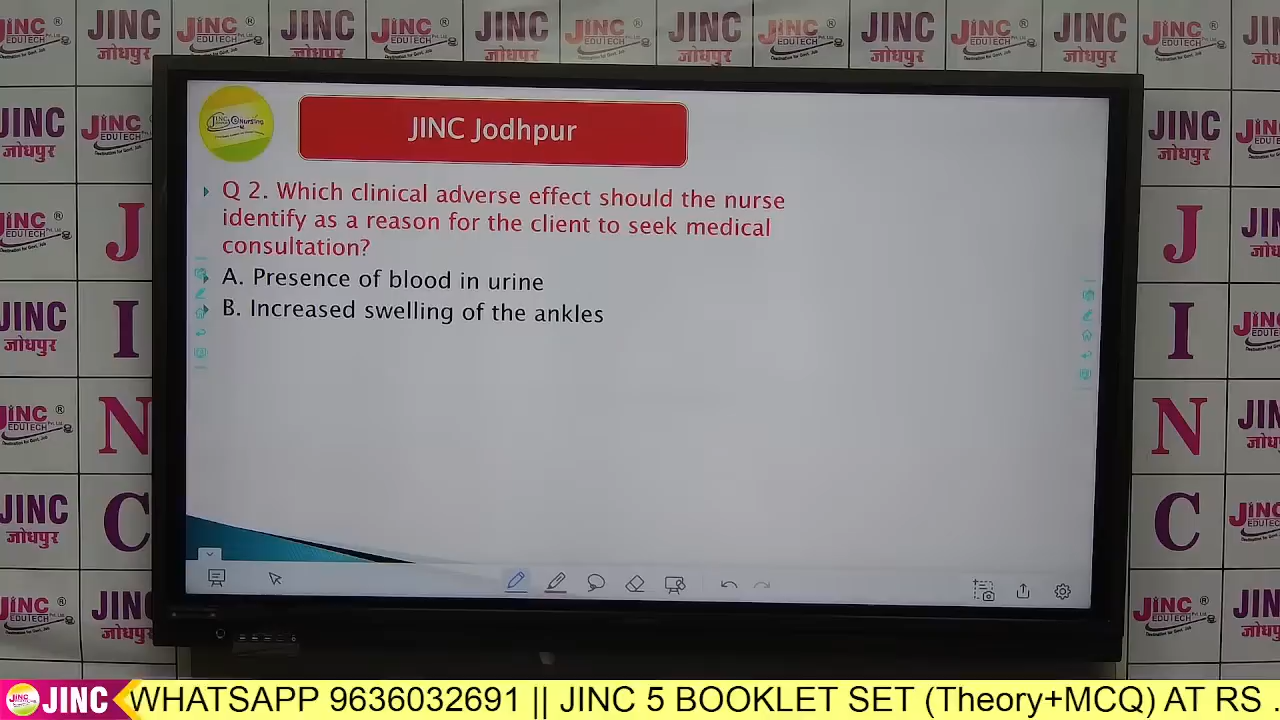 JINC Jodhpur
Q 2. Which clinical adverse effect should the nurse
identify as a reason for the client to seek medical
consultation?
A. Presence of blood in urine
B. Increased swelling of the ankles
JINC
जोधपुर
JINC
EDUTECH
J
I
N
C
J
I
N
C
JINC WHATSAPP 9636032691 || JINC 5 BOOKLET SET (Theory+MCQ) AT RS .